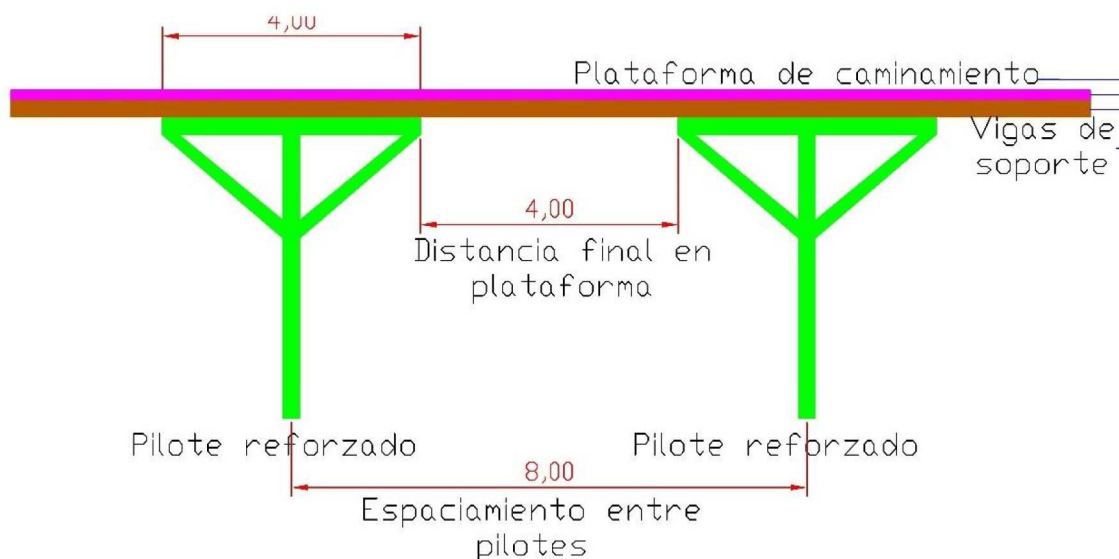 4,00
Plataforma de caminamiento
Vigas de
soporte
4,00
Distancia final en
plataforma
Pilote reforzado
Pilote reforzado
8,00
Espaciamiento entre
pilotes